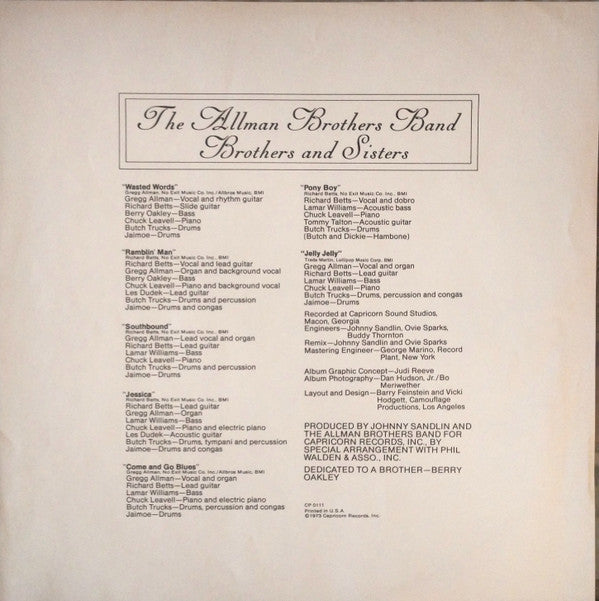 The Allman Brothers Band
Brothers and Sisters
"Wasted Words"
Gregg Allman, No Exit Music Co. Inc./Allbros Music, BMI
Gregg Allman—Vocal and rhythm guitar
Richard Betts—Slide guitar
Berry Oakley—Bass
Chuck Leavell—Piano
Butch Trucks—Drums
Jaimoe—Drums
"Ramblin' Man"
Richard Betts, No Exit Music Co. Inc., BMI
Richard Betts—Vocal and lead guitar
Gregg Allman—Organ and background vocal
Berry Oakley—Bass
Chuck Leavell—Piano and background vocal
Les Dudek—Lead guitar
Butch Trucks—Drums and percussion
Jaimoe—Drums and congas
"Southbound"
Richard Betts, No Exit Music Co. Inc., BMI
Gregg Allman—Lead vocal and organ
Richard Betts—Lead guitar
Lamar Williams—Bass
Chuck Leavell—Piano
Butch Trucks—Drums and percussion
Jaimoe—Drums
"Jessica"
Richard Betts, No Exit Music Co. Inc., BMI
Richard Betts—Lead guitar
Gregg Allman—Organ
Lamar Williams—Bass
Chuck Leavell—Piano and electric piano
Les Dudek—Acoustic guitar
Butch Trucks—Drums, tympani and percussion
Jaimoe—Drums and congas
"Come and Go Blues"
Gregg Allman, No Exit Music Co. Inc./Allbros Music, BMI
Gregg Allman—Vocal and organ
Richard Betts—Lead guitar
Lamar Williams—Bass
Chuck Leavell—Piano and electric piano
Butch Trucks—Drums, percussion and congas
Jaimoe—Drums
"Pony Boy"
Richard Betts, No Exit Music Co. Inc., BMI
Richard Betts—Vocal and dobro
Lamar Williams—Acoustic bass
Chuck Leavell—Piano
Tommy Talton—Acoustic guitar
Butch Trucks—Drums
(Butch and Dickie—Hambone)
"Jelly Jelly"
Trade Martin, Lollipop Music Corp. BMI
Gregg Allman—Vocal and organ
Richard Betts—Lead guitar
Lamar Williams—Bass
Chuck Leavell—Piano
Butch Trucks—Drums, percussion and congas
Jaimoe—Drums
Recorded at Capricorn Sound Studios,
Macon, Georgia
Engineers—Johnny Sandlin, Ovie Sparks,
Buddy Thornton
Remix—Johnny Sandlin and Ovie Sparks
Mastering Engineer—George Marino, Record
Plant, New York
Album Graphic Concept—Judi Reeve
Album Photography—Dan Hudson, Jr./Bo
Meriwether
Layout and Design—Barry Feinstein and Vicki
Hodgett, Camouflage
Productions, Los Angeles
PRODUCED BY JOHNNY SANDLIN AND
THE ALLMAN BROTHERS BAND FOR
CAPRICORN RECORDS, INC., BY
SPECIAL ARRANGEMENT WITH PHIL
WALDEN & ASSO., INC.
DEDICATED TO A BROTHER—BERRY
OAKLEY
CP 0111
Printed in U.S.A.
©1973 Capricorn Records, Inc.